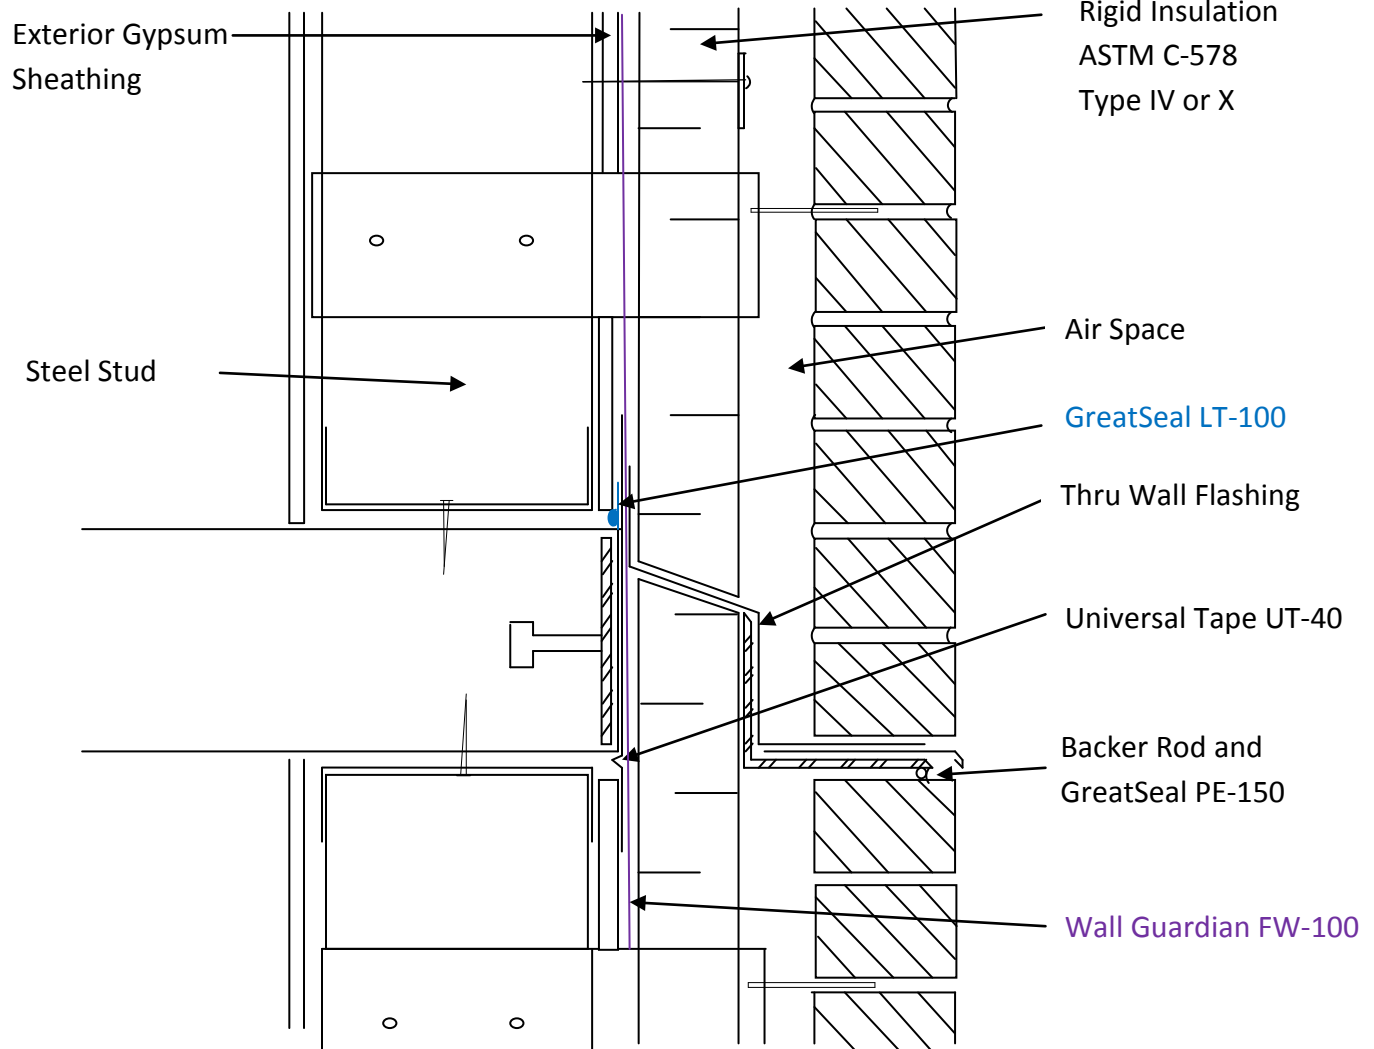 Exterior Gypsum
Sheathing
Rigid Insulation
ASTM C-578
Type IV or X
Air Space
Steel Stud
GreatSeal LT-100
Thru Wall Flashing
Universal Tape UT-40
Backer Rod and
GreatSeal PE-150
Wall Guardian FW-100